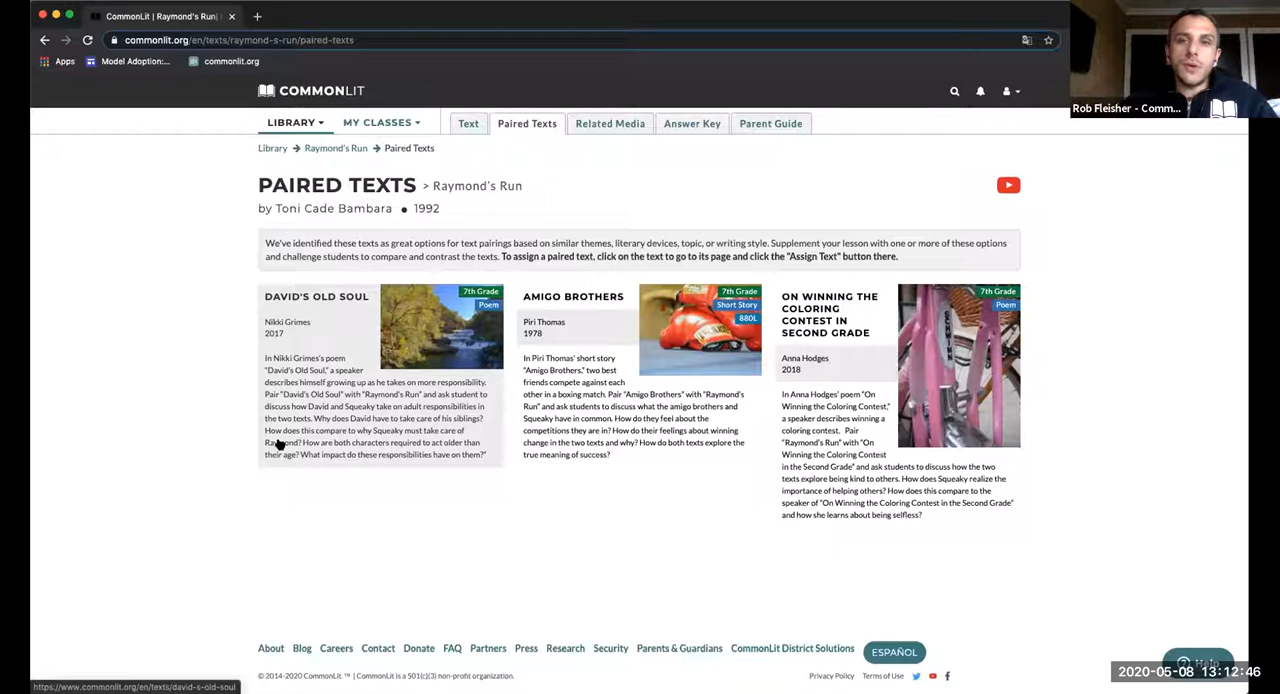 CommonLit | Raymond's Run|
commonlit.org/en/texts/raymond-s-run/paired-texts
Apps
Model Adoption:...
commonlit.org
Rob Fleisher - Comm...
COMMONLIT
LIBRARY
MY CLASSES
Text
Paired Texts
Related Media
Answer Key
Parent Guide
Library → Raymond's Run → Paired Texts
PAIRED TEXTS > Raymond's Run
by Toni Cade Bambara ● 1992
We've identified these texts as great options for text pairings based on similar themes, literary devices, topic, or writing style. Supplement your lesson with one or more of these options
and challenge students to compare and contrast the texts. To assign a paired text, click on the text to go to its page and click the "Assign Text" button there.
DAVID'S OLD SOUL
7th Grade
Poem
Nikki Grimes
2017
In Nikki Grimes's poem
"David's Old Soul," a speaker
describes himself growing up as he takes on more responsibility.
Pair "David's Old Soul" with "Raymond's Run" and ask student to
discuss how David and Squeaky take on adult responsibilities in
the two texts. Why does David have to take care of his siblings?
How does this compare to why Squeaky must take care of
Raymond? How are both characters required to act older than
their age? What impact do these responsibilities have on them?"
AMIGO BROTHERS
7th Grade
Short Story
880L
Piri Thomas
1978
In Piri Thomas' short story
"Amigo Brothers," two best
friends compete against each
other in a boxing match. Pair "Amigo Brothers" with "Raymond's
Run" and ask students to discuss what the amigo brothers and
Squeaky have in common. How do they feel about the
competitions they are in? How do their feelings about winning
change in the two texts and why? How do both texts explore the
true meaning of success?
ON WINNING THE
COLORING
CONTEST IN
SECOND GRADE
7th Grade
Poem
SCHWINN
Anna Hodges
2018
In Anna Hodges' poem "On
Winning the Coloring Contest,"
a speaker describes winning a
coloring contest. Pair
"Raymond's Run" with "On
Winning the Coloring Contest
in the Second Grade" and ask students to discuss how the two
texts explore being kind to others. How does Squeaky realize the
importance of helping others? How does this compare to the
speaker of "On Winning the Coloring Contest in the Second Grade"
and how she learns about being selfless?
About Blog Careers Contact Donate FAQ Partners Press Research Security Parents & Guardians CommonLit District Solutions ESPAÑOL
© 2014-2020 CommonLit. ™ | CommonLit is a 501(c)(3) non-profit organization.
Privacy Policy Terms of Use
Help
2020-05-08 13:12:46
https://www.commonlit.org/en/texts/david-s-old-soul